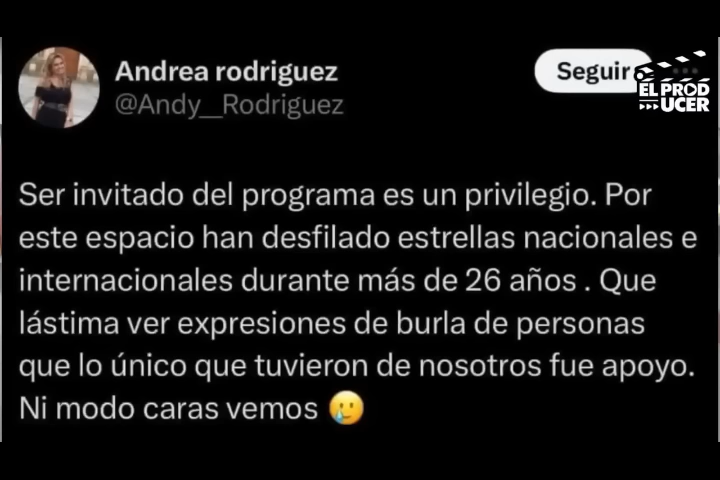 Andrea rodriguez
@Andy__Rodriguez
Seguir
EL PROD
UCER
Ser invitado del programa es un privilegio. Por
este espacio han desfilado estrellas nacionales e
internacionales durante más de 26 años . Que
lástima ver expresiones de burla de personas
que lo único que tuvieron de nosotros fue apoyo.
Ni modo caras vemos 🥲